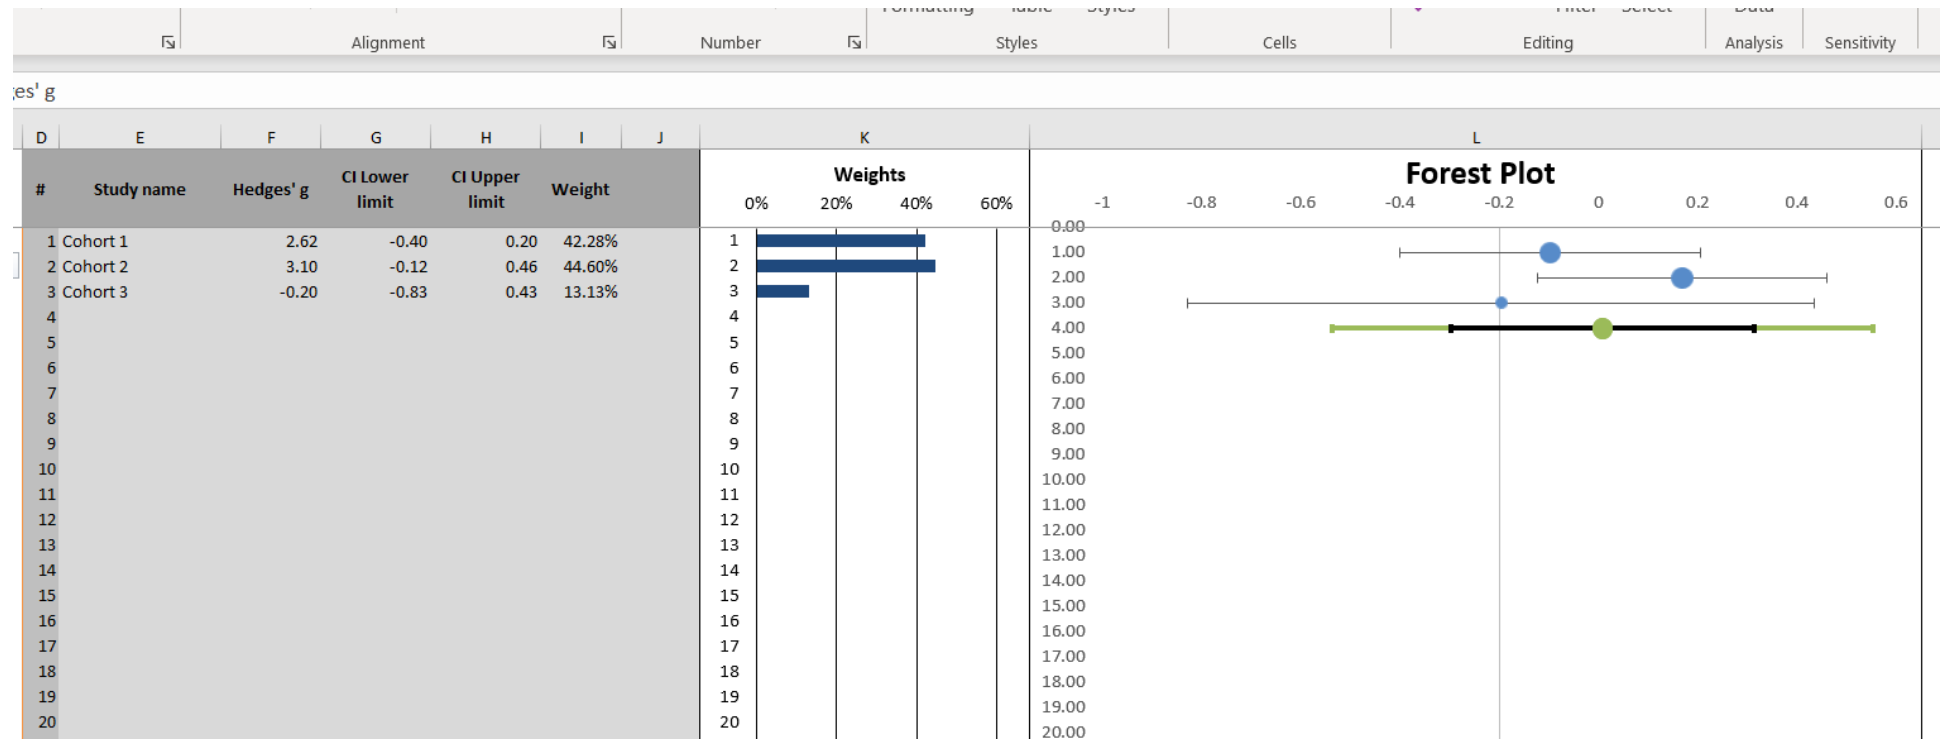 Formatting Table Styles Filter Select Data
Alignment Number Styles Cells Editing Analysis Sensitivity
es' g
D E F G H I J K L
# Study name Hedges' g CI Lower limit CI Upper limit Weight
Weights
0% 20% 40% 60%
Forest Plot
-1 -0.8 -0.6 -0.4 -0.2 0 0.2 0.4 0.6
0.00
1 Cohort 1 2.62 -0.40 0.20 42.28% 1 1.00
2 Cohort 2 3.10 -0.12 0.46 44.60% 2 2.00
3 Cohort 3 -0.20 -0.83 0.43 13.13% 3 3.00
4 4 4.00
5 5 5.00
6 6 6.00
7 7 7.00
8 8 8.00
9 9 9.00
10 10 10.00
11 11 11.00
12 12 12.00
13 13 13.00
14 14 14.00
15 15 15.00
16 16 16.00
17 17 17.00
18 18 18.00
19 19 19.00
20 20 20.00